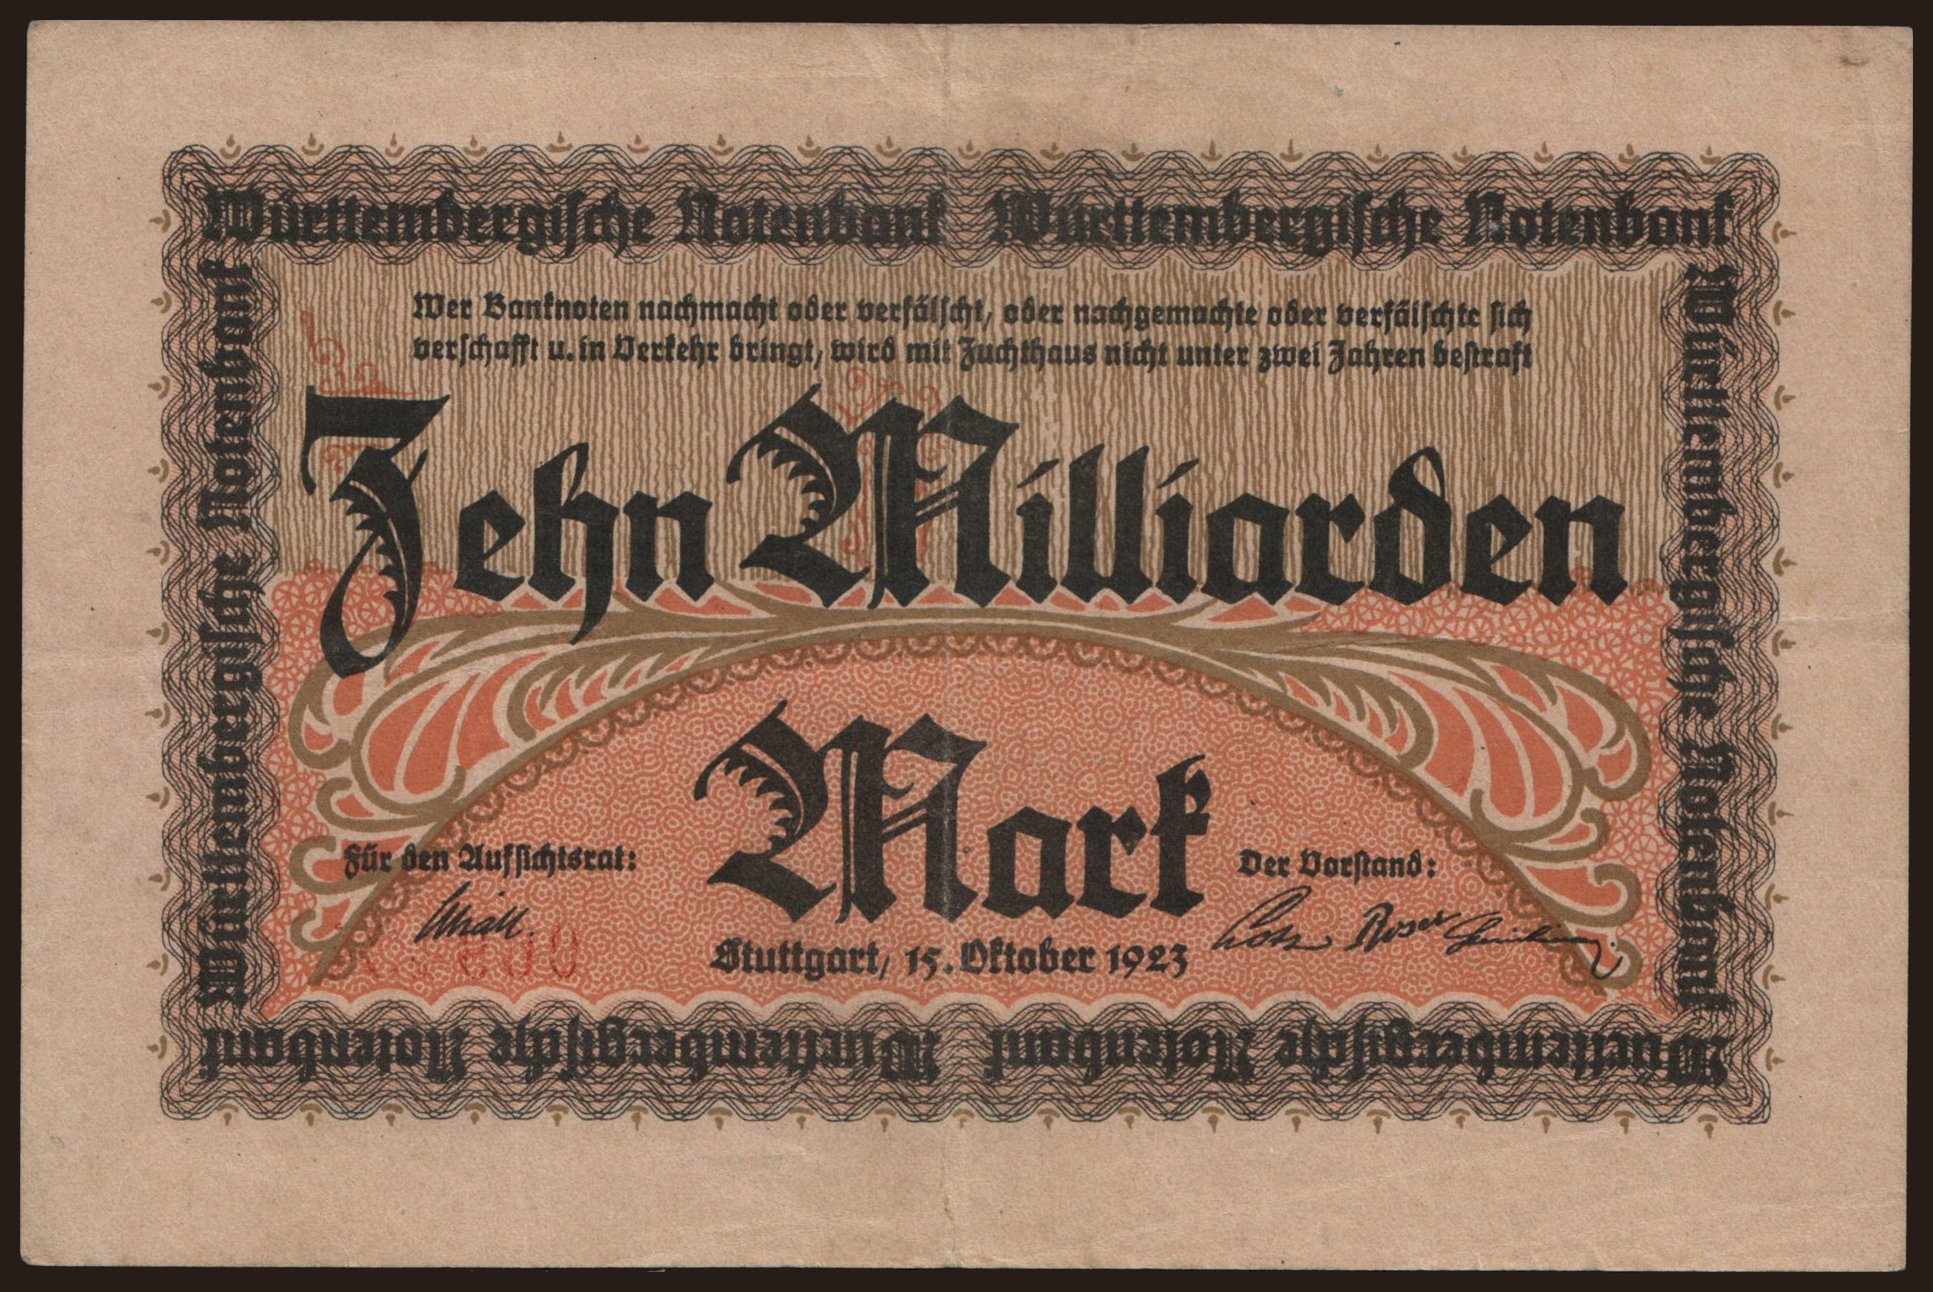 Württembergische Notenbank Württembergische Notenbank
Württembergische Notenbank
Württembergische Notenbank
Wer Banknoten nachmacht oder verfälscht, oder nachgemachte oder verfälschte sich
verschafft u. in Verkehr bringt, wird mit Zuchthaus nicht unter zwei Jahren bestraft
Zehn Milliarden
Mark
Für den Aufsichtsrat:
Der Vorstand:
Roser
Stuttgart, 15. Oktober 1923
Württembergische Notenbank Württembergische Notenbank